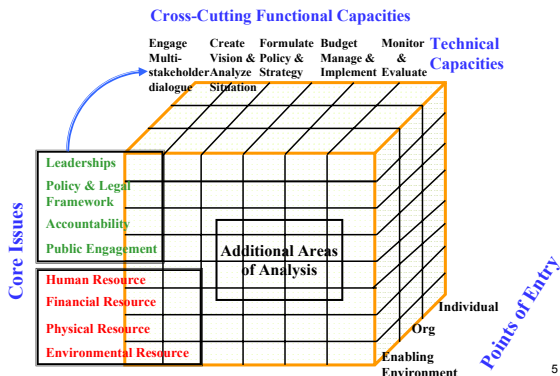 Cross-Cutting Functional Capacities
Engage
Multi-
stakeholder
dialogue
Create
Vision &
Analyze
Situation
Formulate
Policy &
Strategy
Budget
Manage &
Implement
Monitor
&
Evaluate
Technical
Capacities
Core Issues
Leaderships
Policy & Legal
Framework
Accountability
Public Engagement
Human Resource
Financial Resource
Physical Resource
Environmental Resource
Additional Areas
of Analysis
Individual
Org
Enabling
Environment
Points of Entry
5